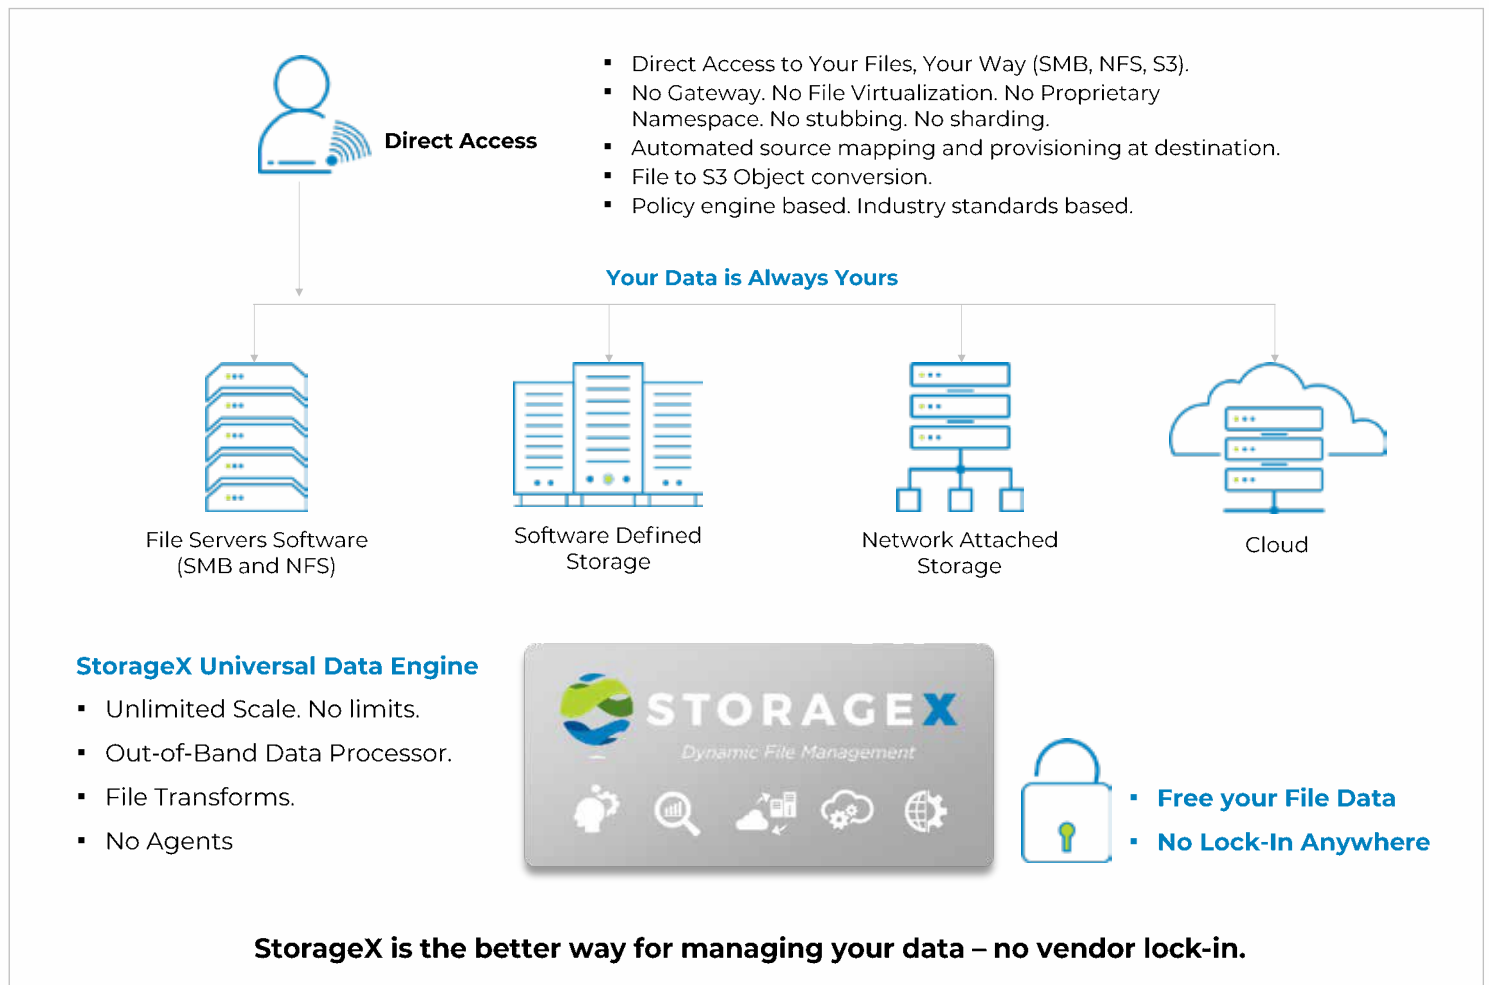 Direct Access
▪ Direct Access to Your Files, Your Way (SMB, NFS, S3).
▪ No Gateway. No File Virtualization. No Proprietary
Namespace. No stubbing. No sharding.
▪ Automated source mapping and provisioning at destination.
▪ File to S3 Object conversion.
▪ Policy engine based. Industry standards based.
Your Data is Always Yours
File Servers Software
(SMB and NFS)
Software Defined
Storage
Network Attached
Storage
Cloud
StorageX Universal Data Engine
▪ Unlimited Scale. No limits.
▪ Out-of-Band Data Processor.
▪ File Transforms.
▪ No Agents
STORAGEX
Dynamic File Management
▪ Free your File Data
▪ No Lock-In Anywhere
StorageX is the better way for managing your data – no vendor lock-in.